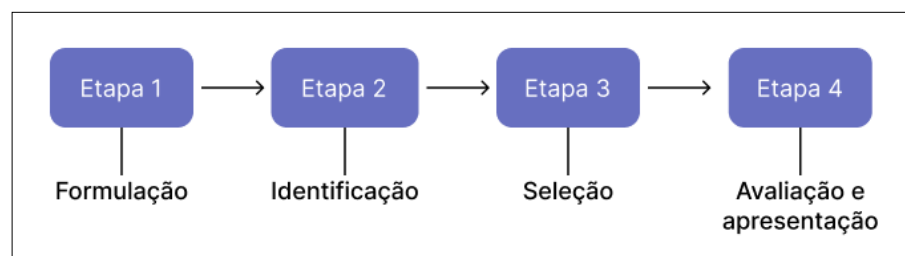 Etapa 1
Etapa 2
Etapa 3
Etapa 4
Formulação
Identificação
Seleção
Avaliação e
apresentação